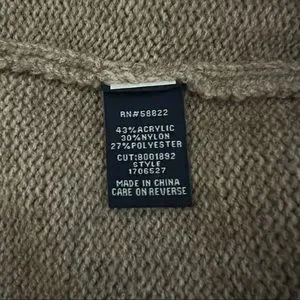 RN#58822
43%ACRYLIC
30%NYLON
27%POLYESTER
CUT:8001892
STYLE
1706527
MADE IN CHINA
CARE ON REVERSE